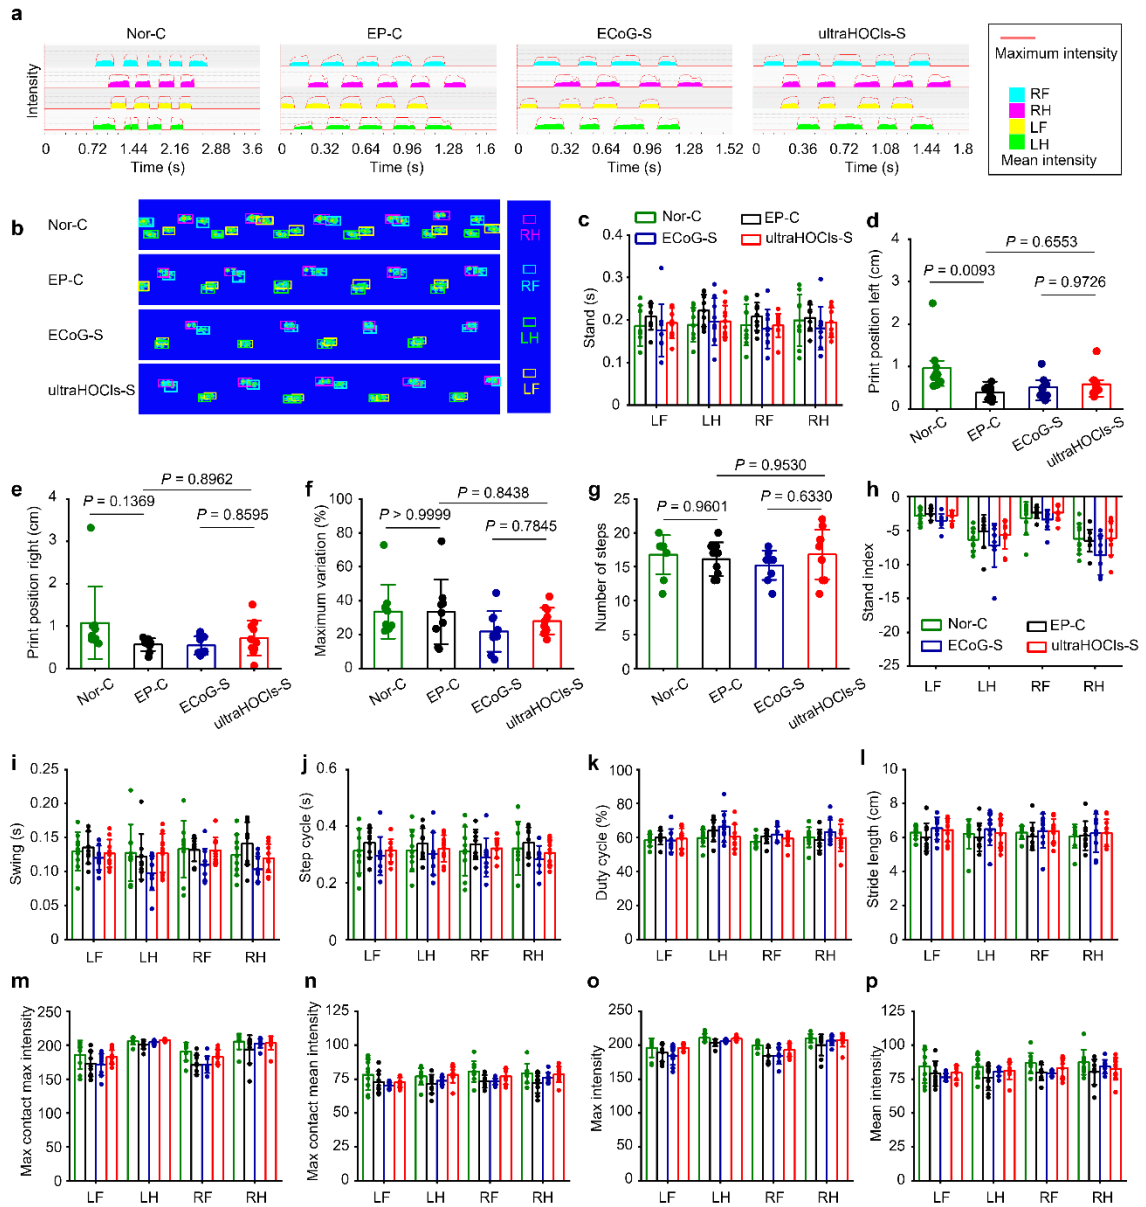 a
Nor-C
EP-C
ECoG-S
ultraHOCIs-S
Intensity
0 0.72 1.44 2.16 2.88 3.6
Time (s)
0 0.36 0.72 1.08 1.44 1.6
Time (s)
0 0.32 0.64 0.96 1.28 1.52
Time (s)
0 0.36 0.72 1.08 1.44 1.8
Time (s)
Maximum intensity
RF
RH
LF
LH
Mean intensity
b
Nor-C
EP-C
ECoG-S
ultraHOCIs-S
RH
RF
LH
LF
c
Nor-C
EP-C
ECoG-S
ultraHOCIs-S
Stand (s)
0.4
0.3
0.2
0.1
0
LF LH RF RH
d
Print position left (cm)
4
3
2
1
0
P = 0.6553
P = 0.0093
P = 0.9726
Nor-C EP-C ECoG-S ultraHOCIs-S
e
Print position right (cm)
4
3
2
1
0
P = 0.8962
P = 0.1369
P = 0.8595
Nor-C EP-C ECoG-S ultraHOCIs-S
f
Maximum variation (%)
100
80
60
40
20
0
P = 0.8438
P > 0.9999
P = 0.7845
Nor-C EP-C ECoG-S ultraHOCIs-S
g
Number of steps
25
20
15
10
5
0
P = 0.9530
P = 0.9601
P = 0.6330
Nor-C EP-C ECoG-S ultraHOCIs-S
h
Stand index
0
-5
-10
-15
-20
-25
Nor-C
EP-C
ECoG-S
ultraHOCIs-S
LF LH RF RH
i
Swing (s)
0.25
0.20
0.15
0.10
0.05
0
LF LH RF RH
j
Step cycle (s)
0.6
0.4
0.2
0
LF LH RF RH
k
Duty cycle (%)
100
80
60
40
20
0
LF LH RF RH
l
Stride length (cm)
10
8
6
4
2
0
LF LH RF RH
m
Max contact max intensity
250
200
150
100
50
0
LF LH RF RH
n
Max contact mean intensity
125
100
75
50
25
0
LF LH RF RH
o
Max intensity
250
200
150
100
50
0
LF LH RF RH
p
Mean intensity
125
100
75
50
25
0
LF LH RF RH